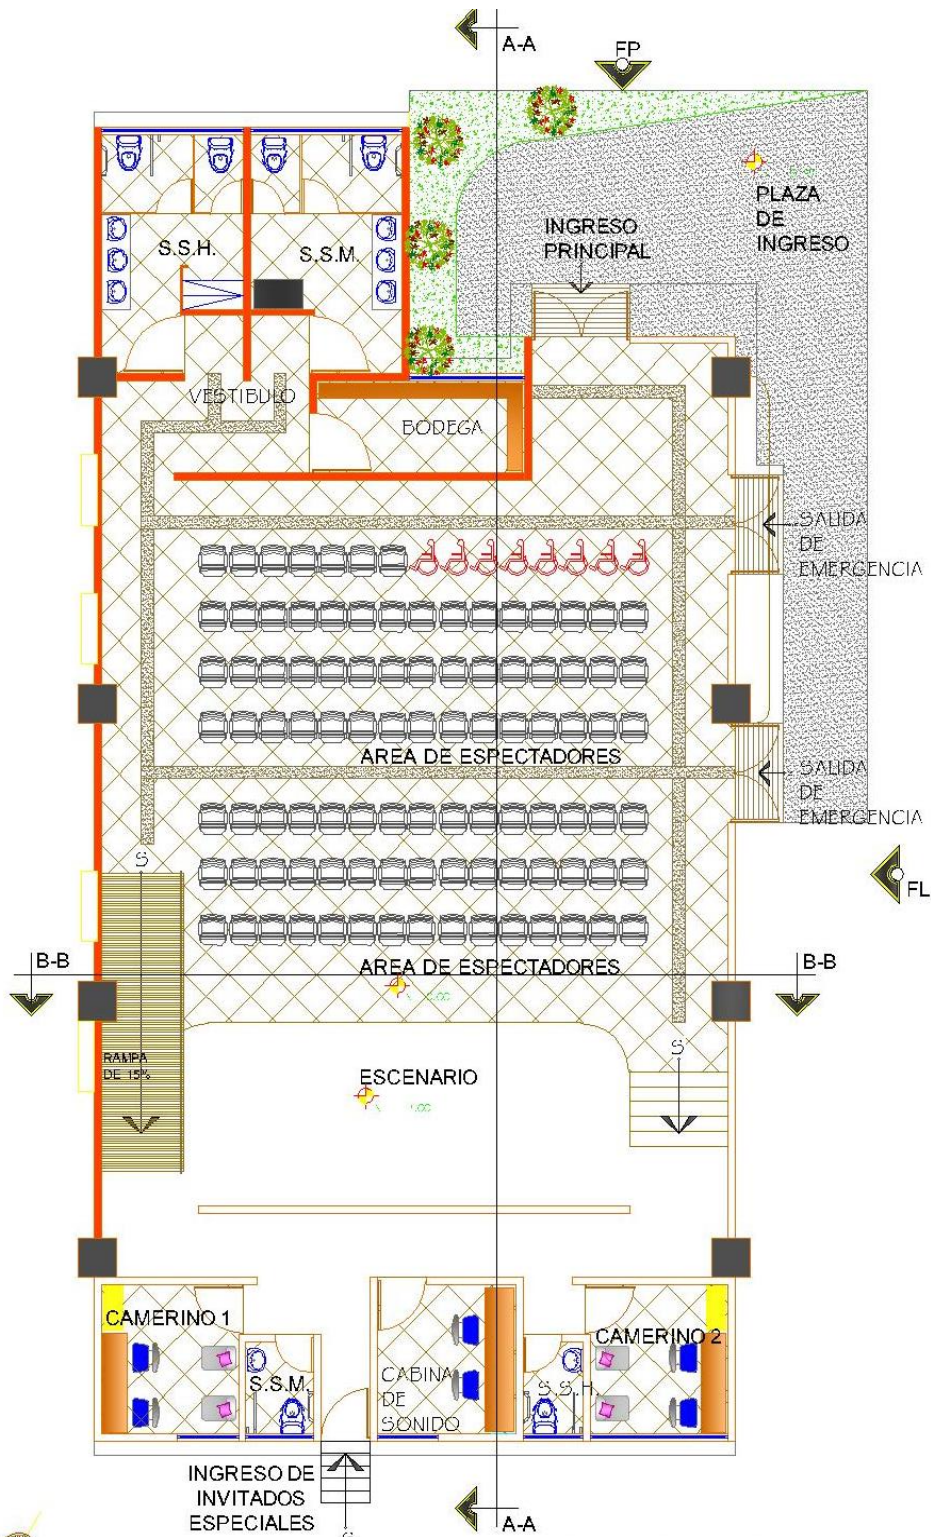 A-A
FP
PLAZA
DE
INGRESO
INGRESO
PRINCIPAL
S.S.H.
S.S.M.
VESTIBULO
BODEGA
SALIDA
DE
EMERGENCIA
AREA DE ESPECTADORES
SALIDA
DE
EMERGENCIA
S
FL
B-B
B-B
AREA DE ESPECTADORES
RAMPA
DE 15%
ESCENARIO
S
CAMERINO 1
CAMERINO 2
S.S.M.
CABINA
DE
SONIDO
S.S.H.
INGRESO DE
INVITADOS
ESPECIALES
A-A